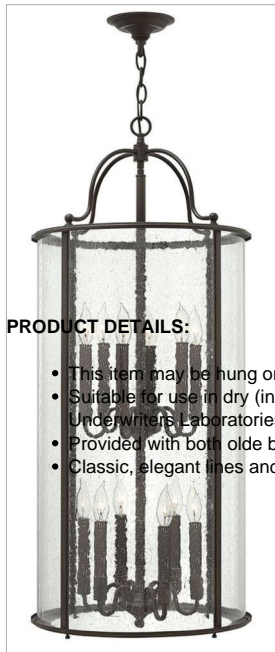 PRODUCT DETAILS:
• This item may be hung or
• Suitable for use in dry (in
Underwriters Laboratories
• Provided with both olde b
• Classic, elegant lines and